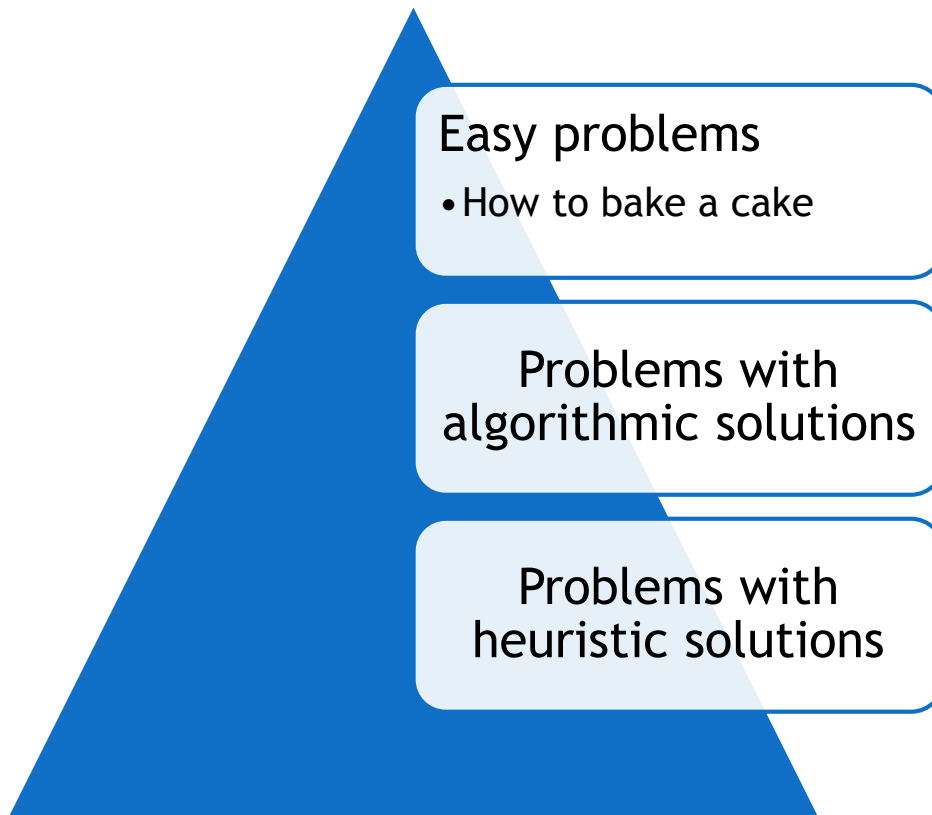 Easy problems
•How to bake a cake
Problems with
algorithmic solutions
Problems with
heuristic solutions